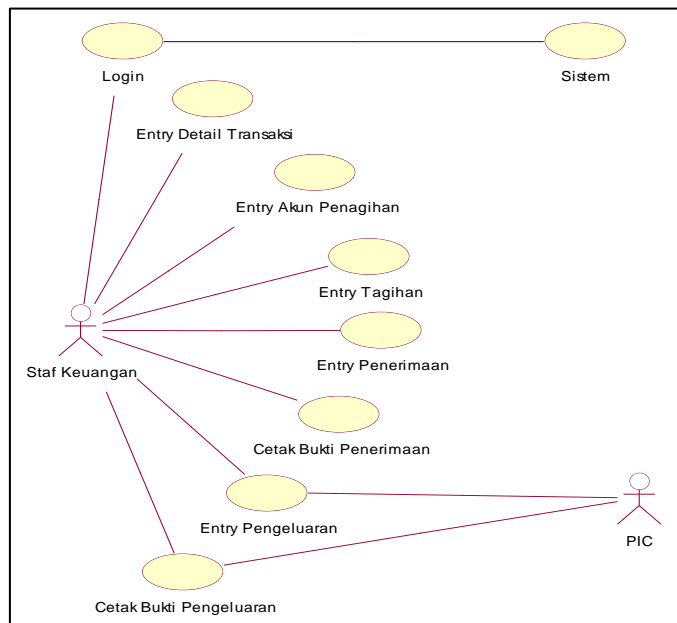 Login
Sistem
Entry Detail Transaksi
Entry Akun Penagihan
Entry Tagihan
Entry Penerimaan
Staf Keuangan
Cetak Bukti Penerimaan
Entry Pengeluaran
PIC
Cetak Bukti Pengeluaran